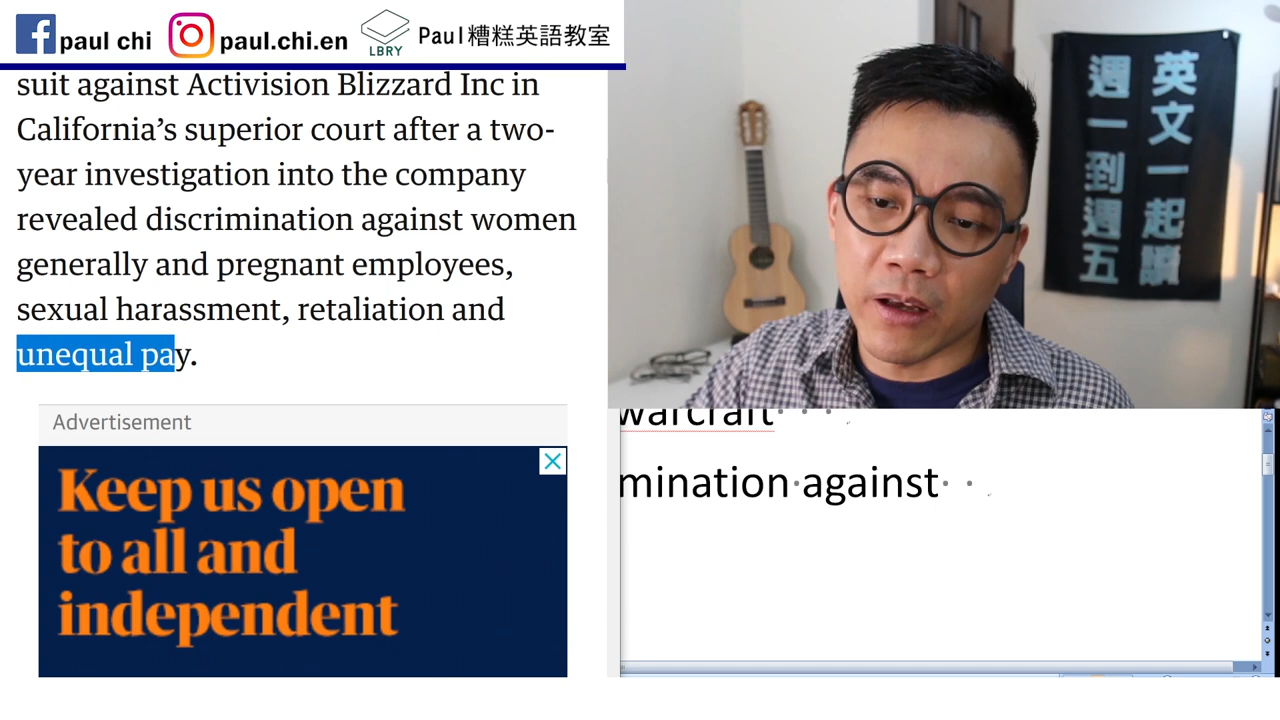 paul chi
paul.chi.en
LBRY
Paul糟糕英語教室
suit against Activision Blizzard Inc in
California’s superior court after a two-
year investigation into the company
revealed discrimination against women
generally and pregnant employees,
sexual harassment, retaliation and
unequal pay.
Advertisement
Keep us open
to all and
independent
英文一起讀
週一到週五
warcraft
mination against